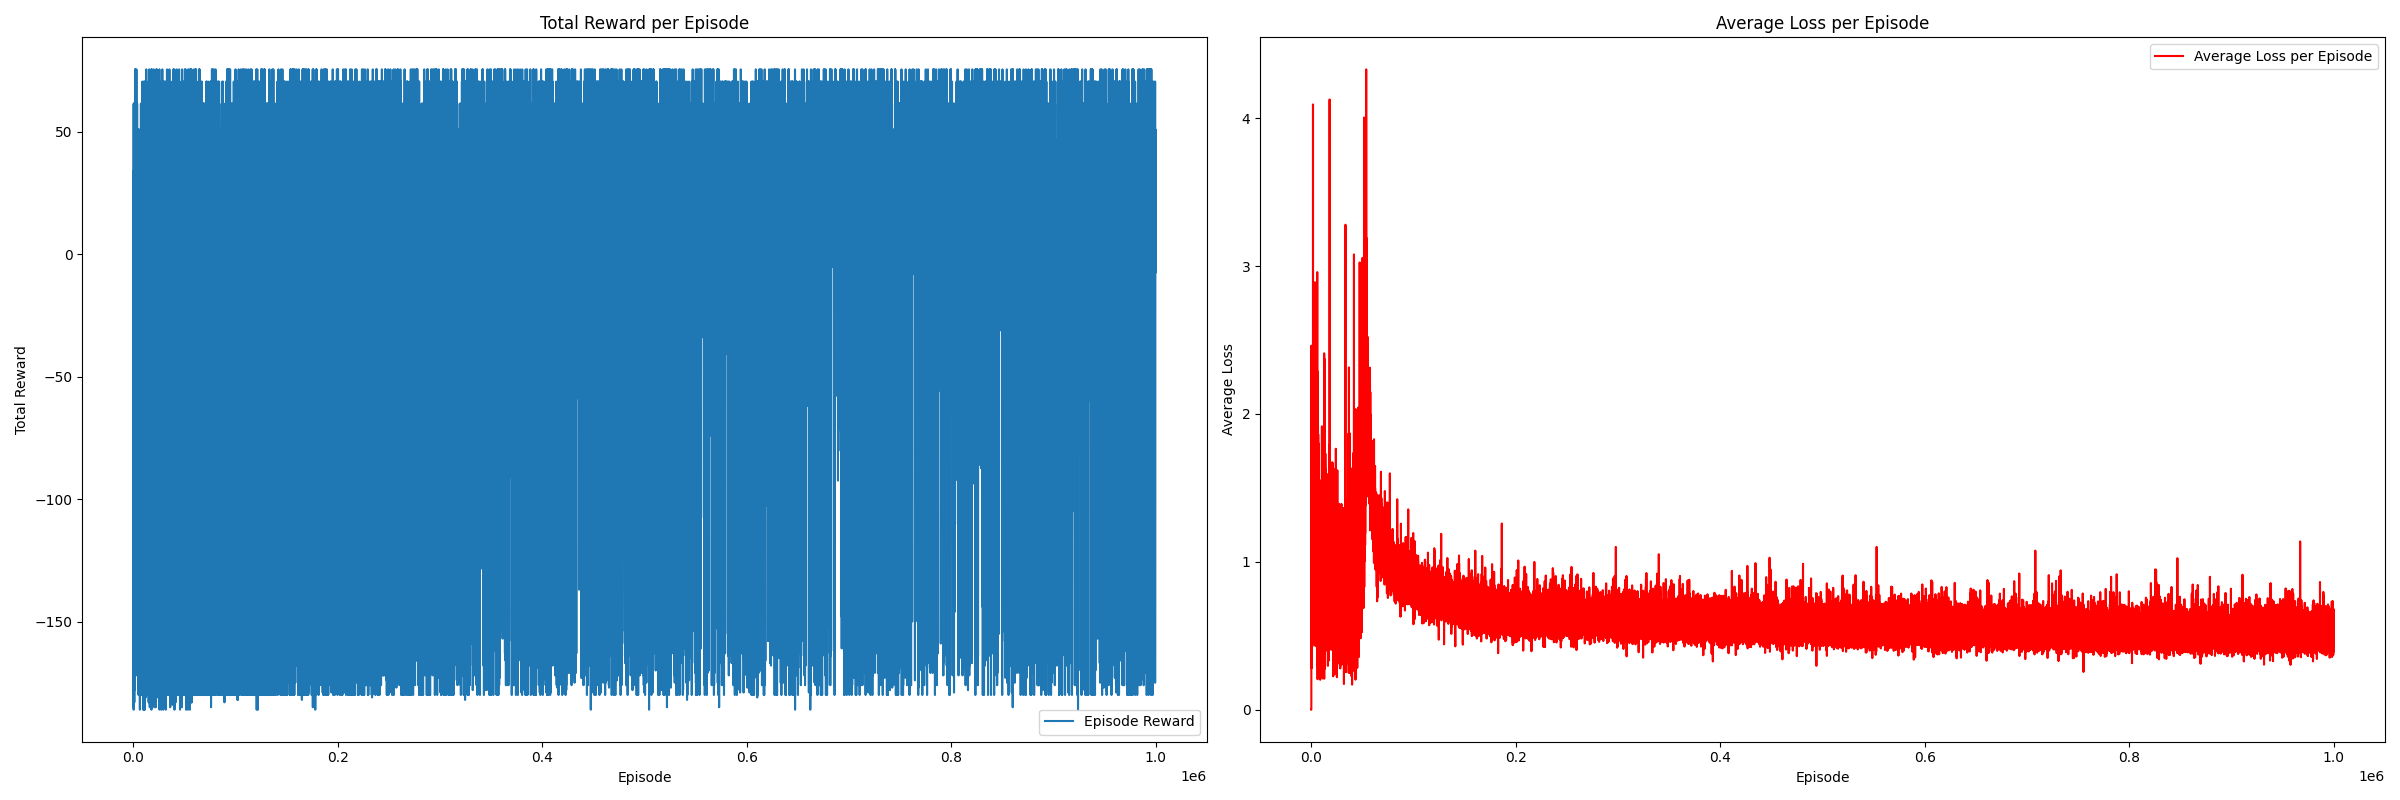 Total Reward per Episode
Total Reward
50
0
−50
−100
−150
0.0
0.2
0.4
0.6
0.8
1.0
1e6
Episode
Episode Reward
Average Loss per Episode
Average Loss
4
3
2
1
0
0.0
0.2
0.4
0.6
0.8
1.0
1e6
Episode
Average Loss per Episode